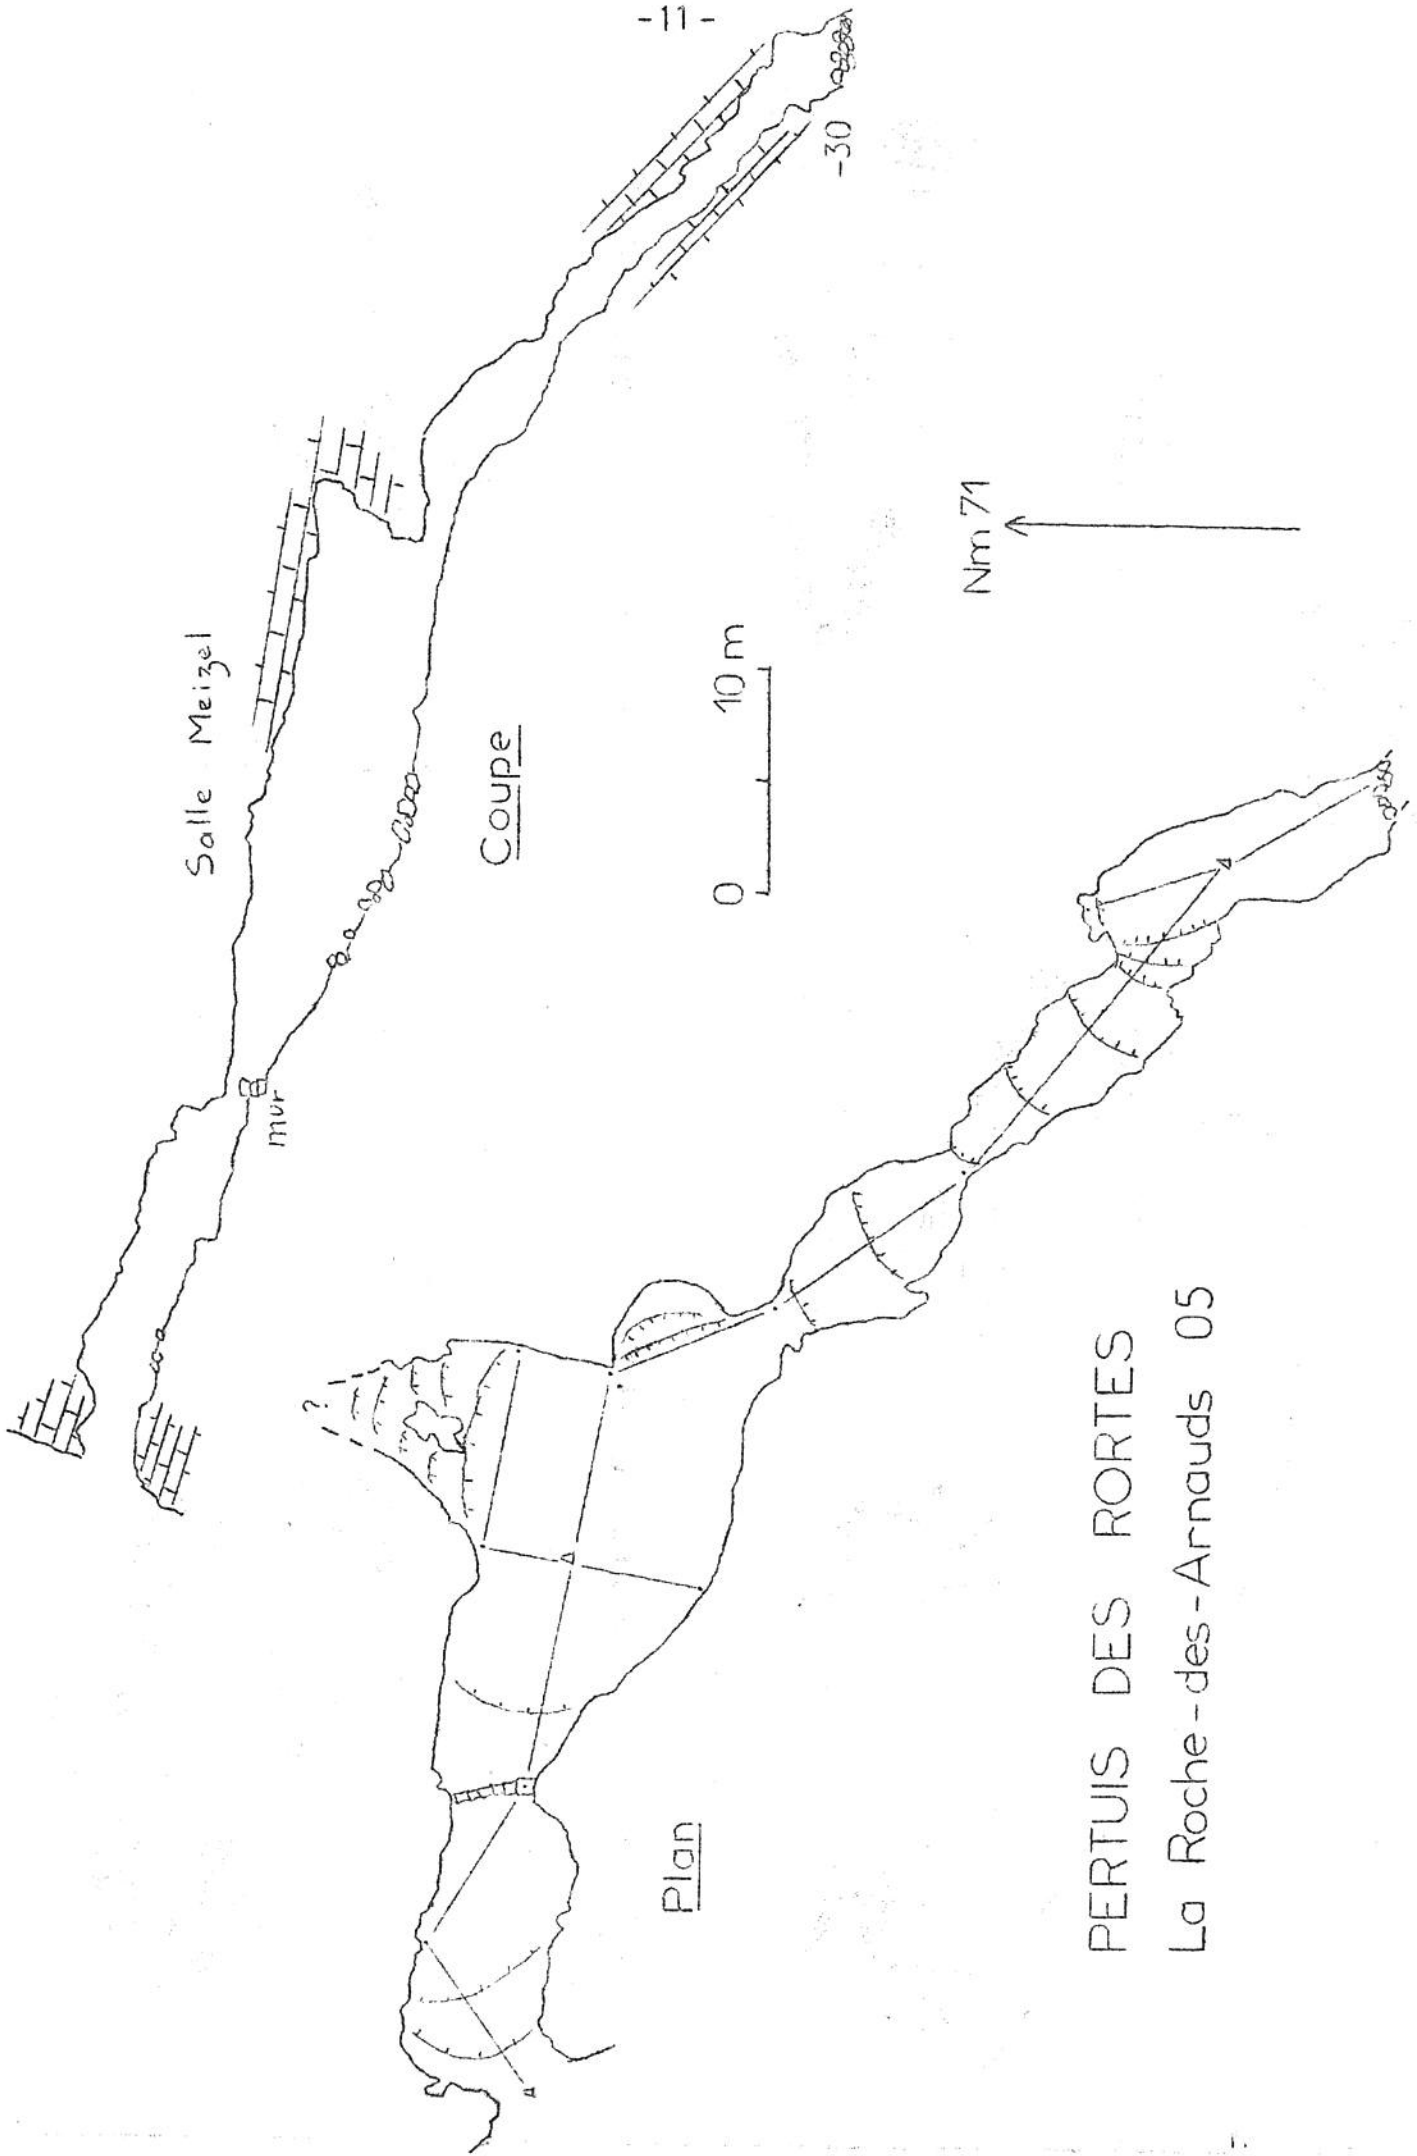 -11-
Salle Meizel
mur
-30
Coupe
0 10 m
Nm 71
?
Plan
PERTUIS DES RORTES
La Roche-des-Arnauds 05